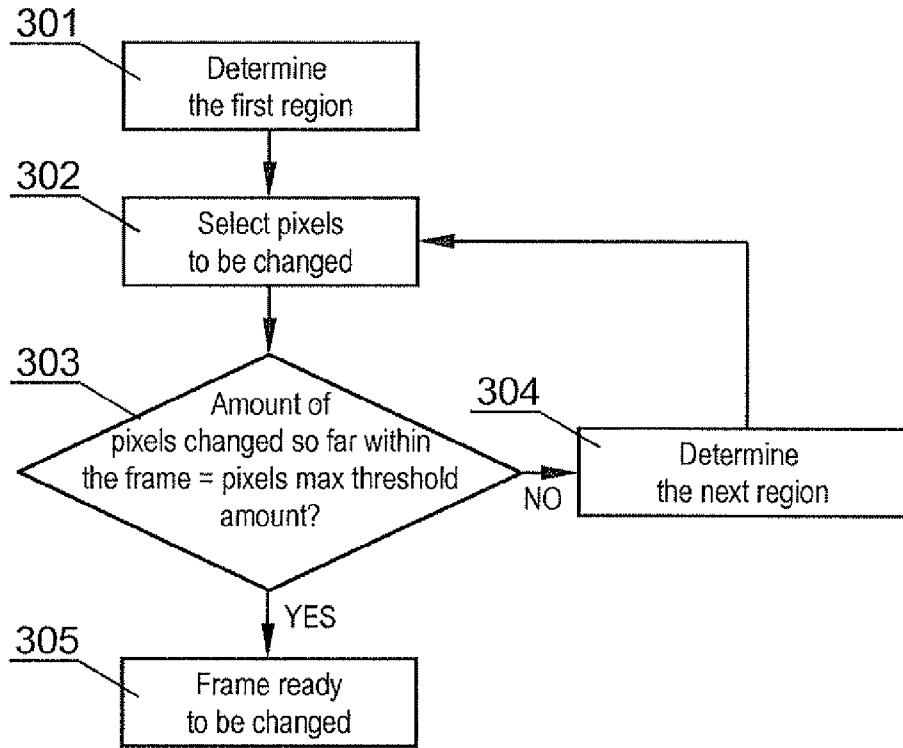 301
Determine
the first region
302
Select pixels
to be changed
303
Amount of
pixels changed so far within
the frame = pixels max threshold
amount?
NO
304
Determine
the next region
YES
305
Frame ready
to be changed